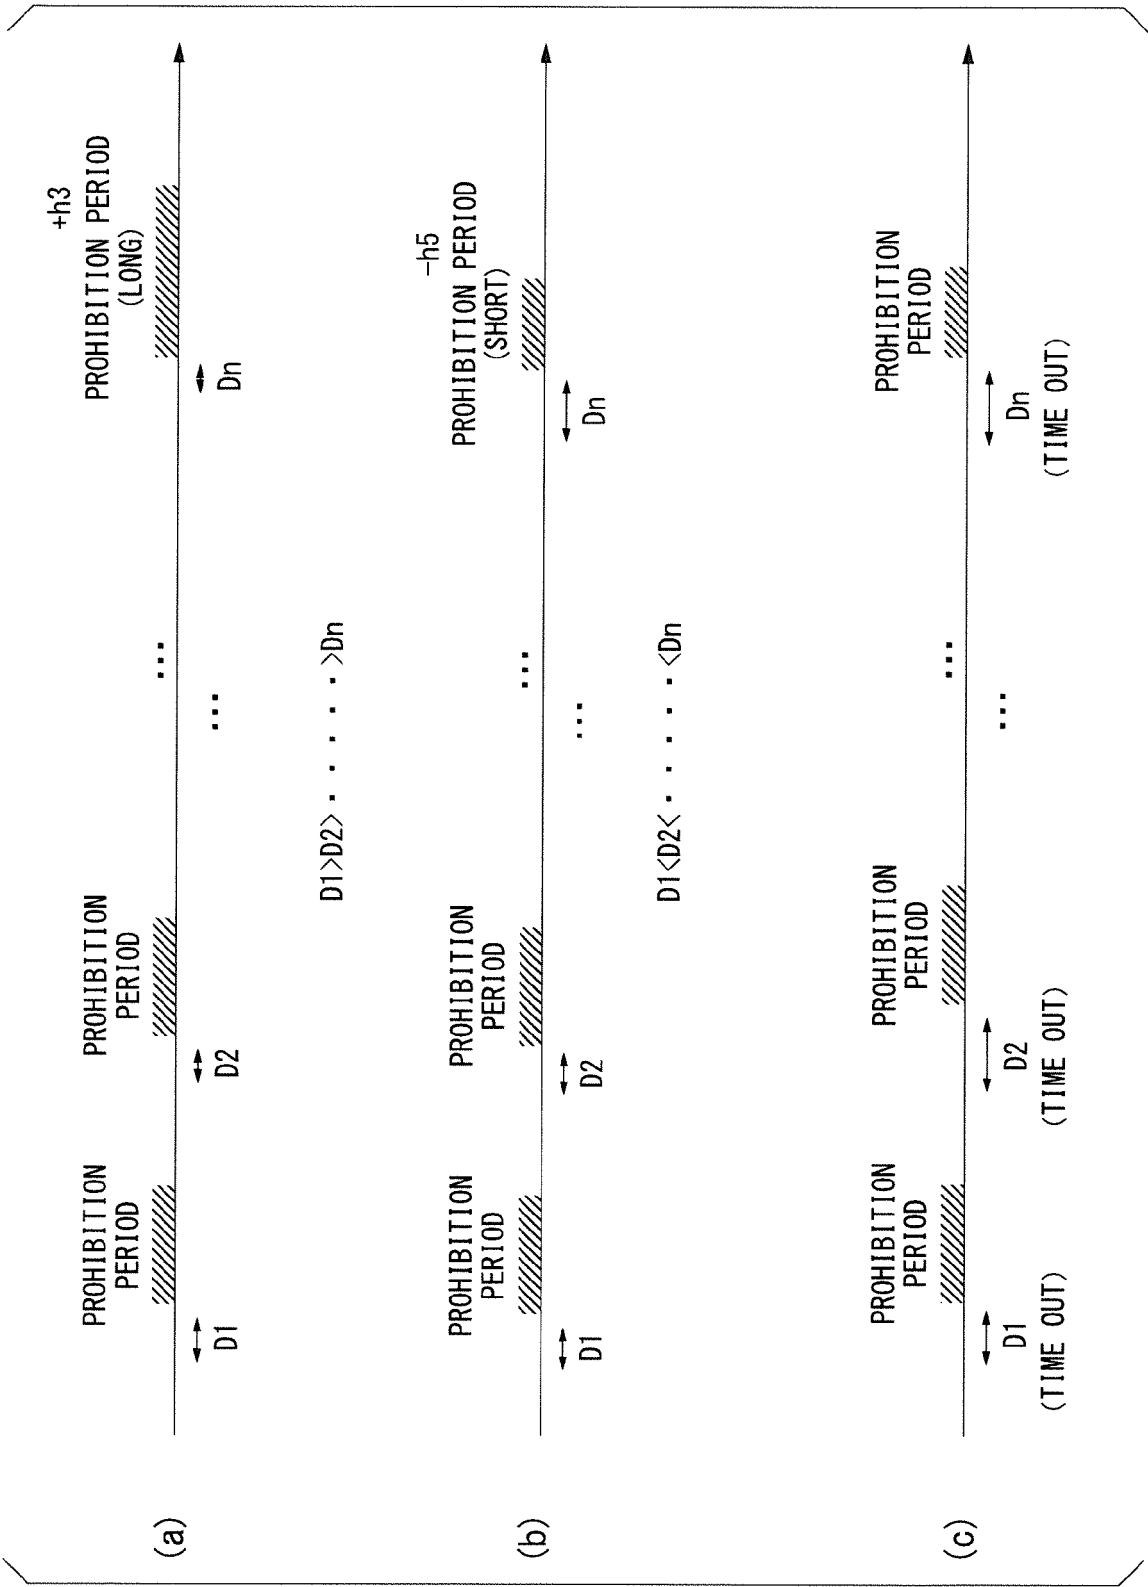 (a)
PROHIBITION
PERIOD
PROHIBITION
PERIOD
+h3
PROHIBITION PERIOD
(LONG)
D1
D2
...
...
Dn
D1>D2>・・・・・>Dn
(b)
PROHIBITION
PERIOD
PROHIBITION
PERIOD
-h5
PROHIBITION PERIOD
(SHORT)
D1
D2
...
...
Dn
D1<D2<・・・・・<Dn
(c)
PROHIBITION
PERIOD
PROHIBITION
PERIOD
PROHIBITION
PERIOD
...
...
D1
(TIME OUT)
D2
(TIME OUT)
Dn
(TIME OUT)